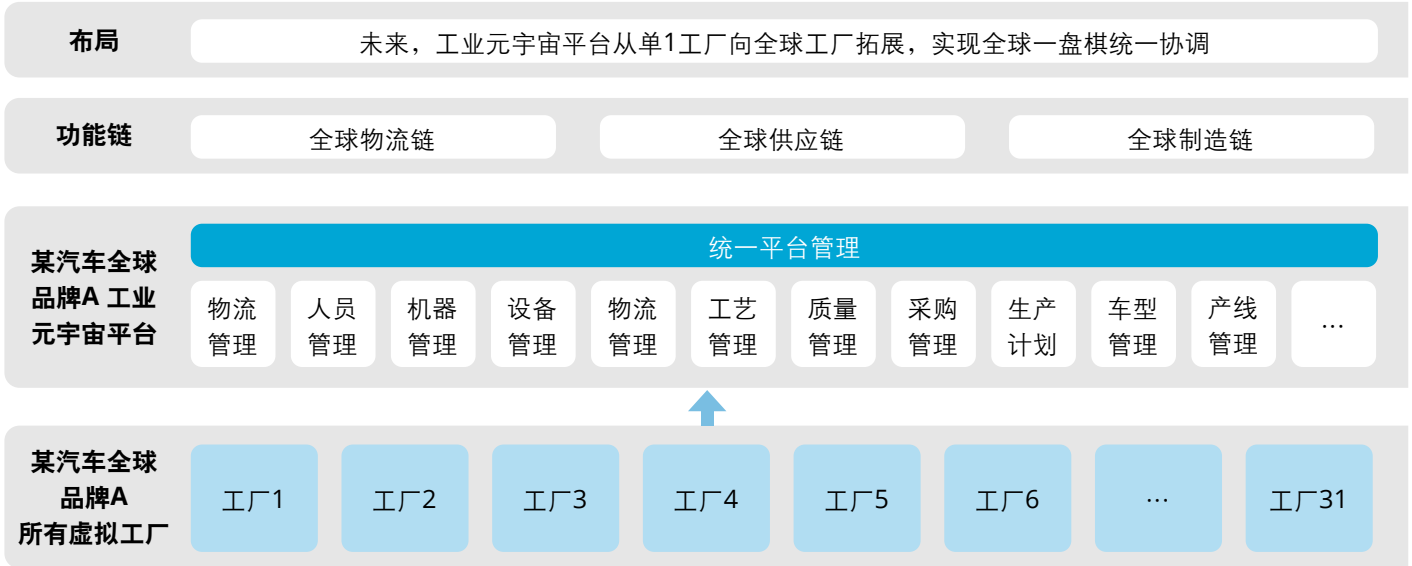 布局
未来，工业元宇宙平台从单1工厂向全球工厂拓展，实现全球一盘棋统一协调
功能链
全球物流链
全球供应链
全球制造链
某汽车全球
品牌A 工业
元宇宙平台
统一平台管理
物流
管理
人员
管理
机器
管理
设备
管理
物流
管理
工艺
管理
质量
管理
采购
管理
生产
计划
车型
管理
产线
管理
…
某汽车全球
品牌A
所有虚拟工厂
工厂1
工厂2
工厂3
工厂4
工厂5
工厂6
…
工厂31